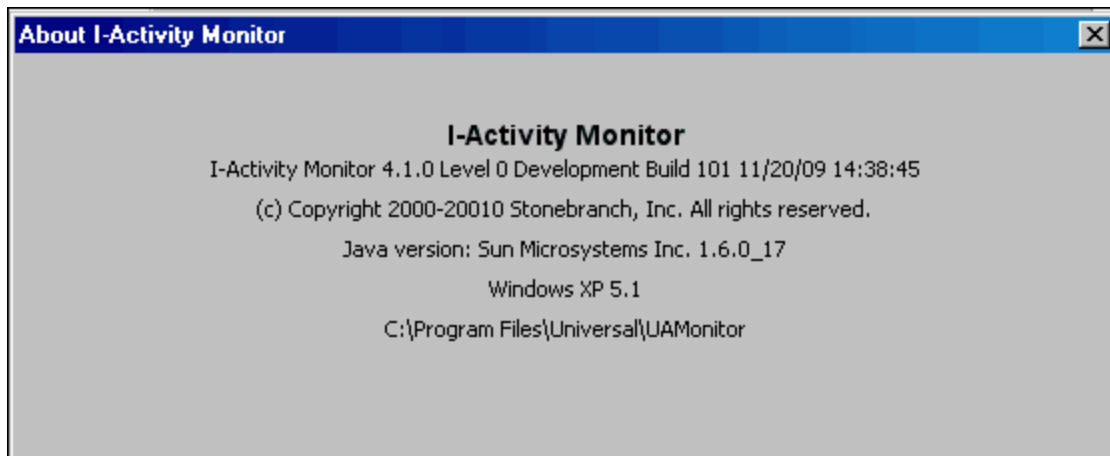 About I-Activity Monitor
I-Activity Monitor
I-Activity Monitor 4.1.0 Level 0 Development Build 101 11/20/09 14:38:45
(c) Copyright 2000-20010 Stonebranch, Inc. All rights reserved.
Java version: Sun Microsystems Inc. 1.6.0_17
Windows XP 5.1
C:\Program Files\Universal\UAMonitor